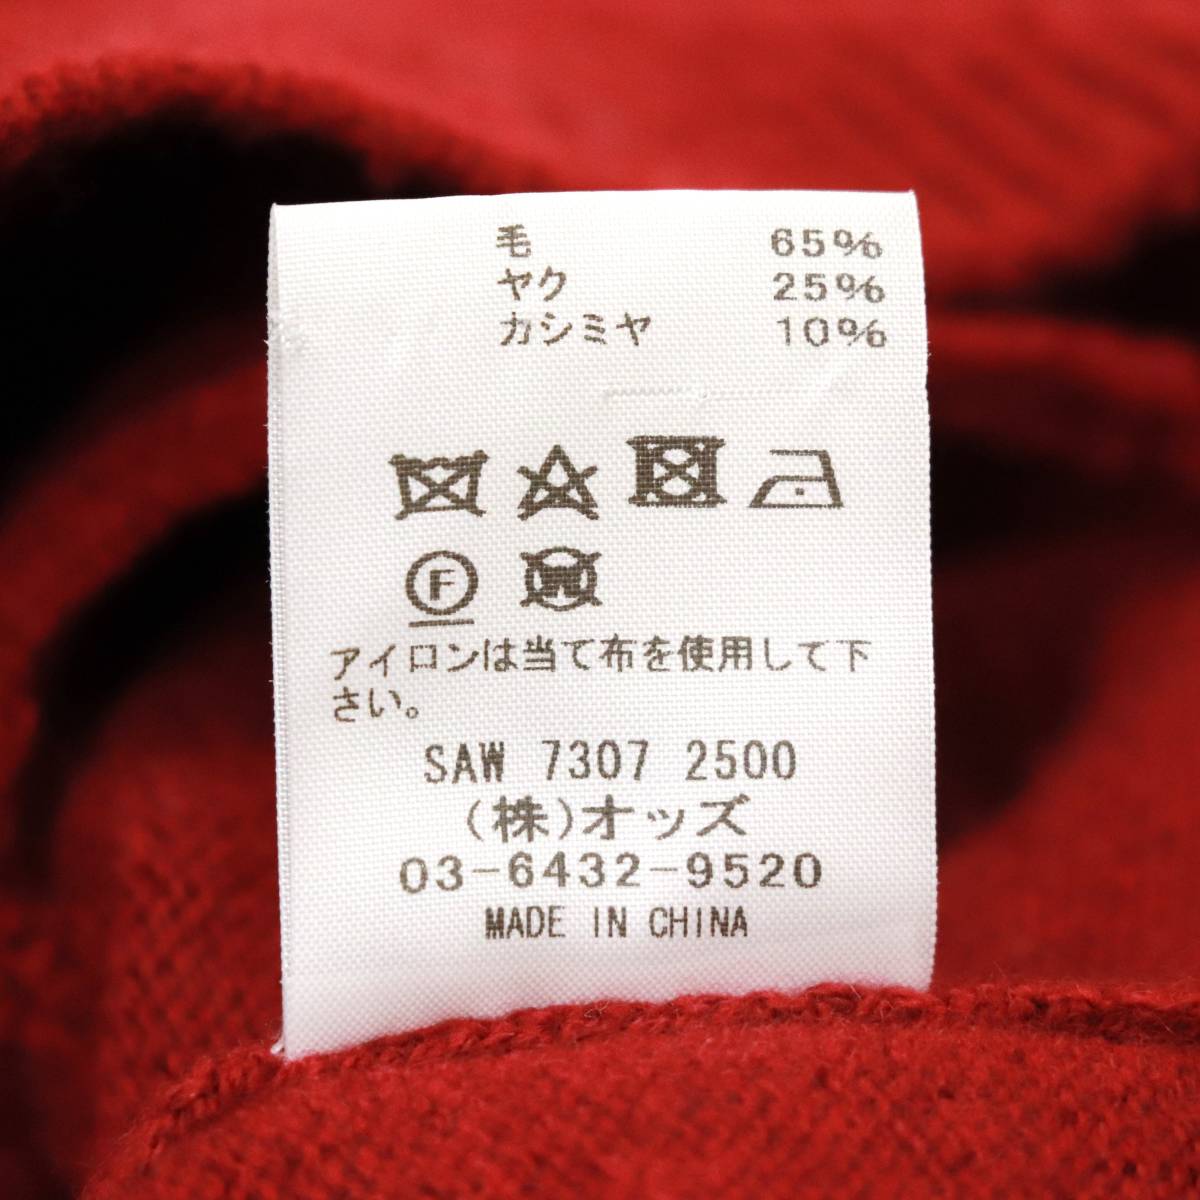 毛 65%
ヤク 25%
カシミヤ 10%
F
W
アイロンは当て布を使用して下
さい。
SAW 7307 2500
(株)オッズ
03-6432-9520
MADE IN CHINA